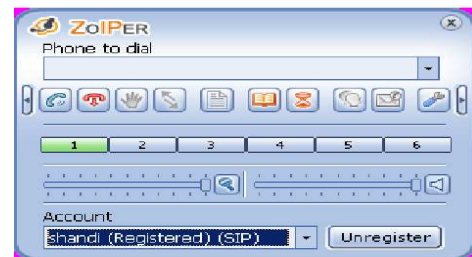 ZOIPER
Phone to dial
1 2 3 4 5 6
Account
shandi (Registered) (SIP) Unregister